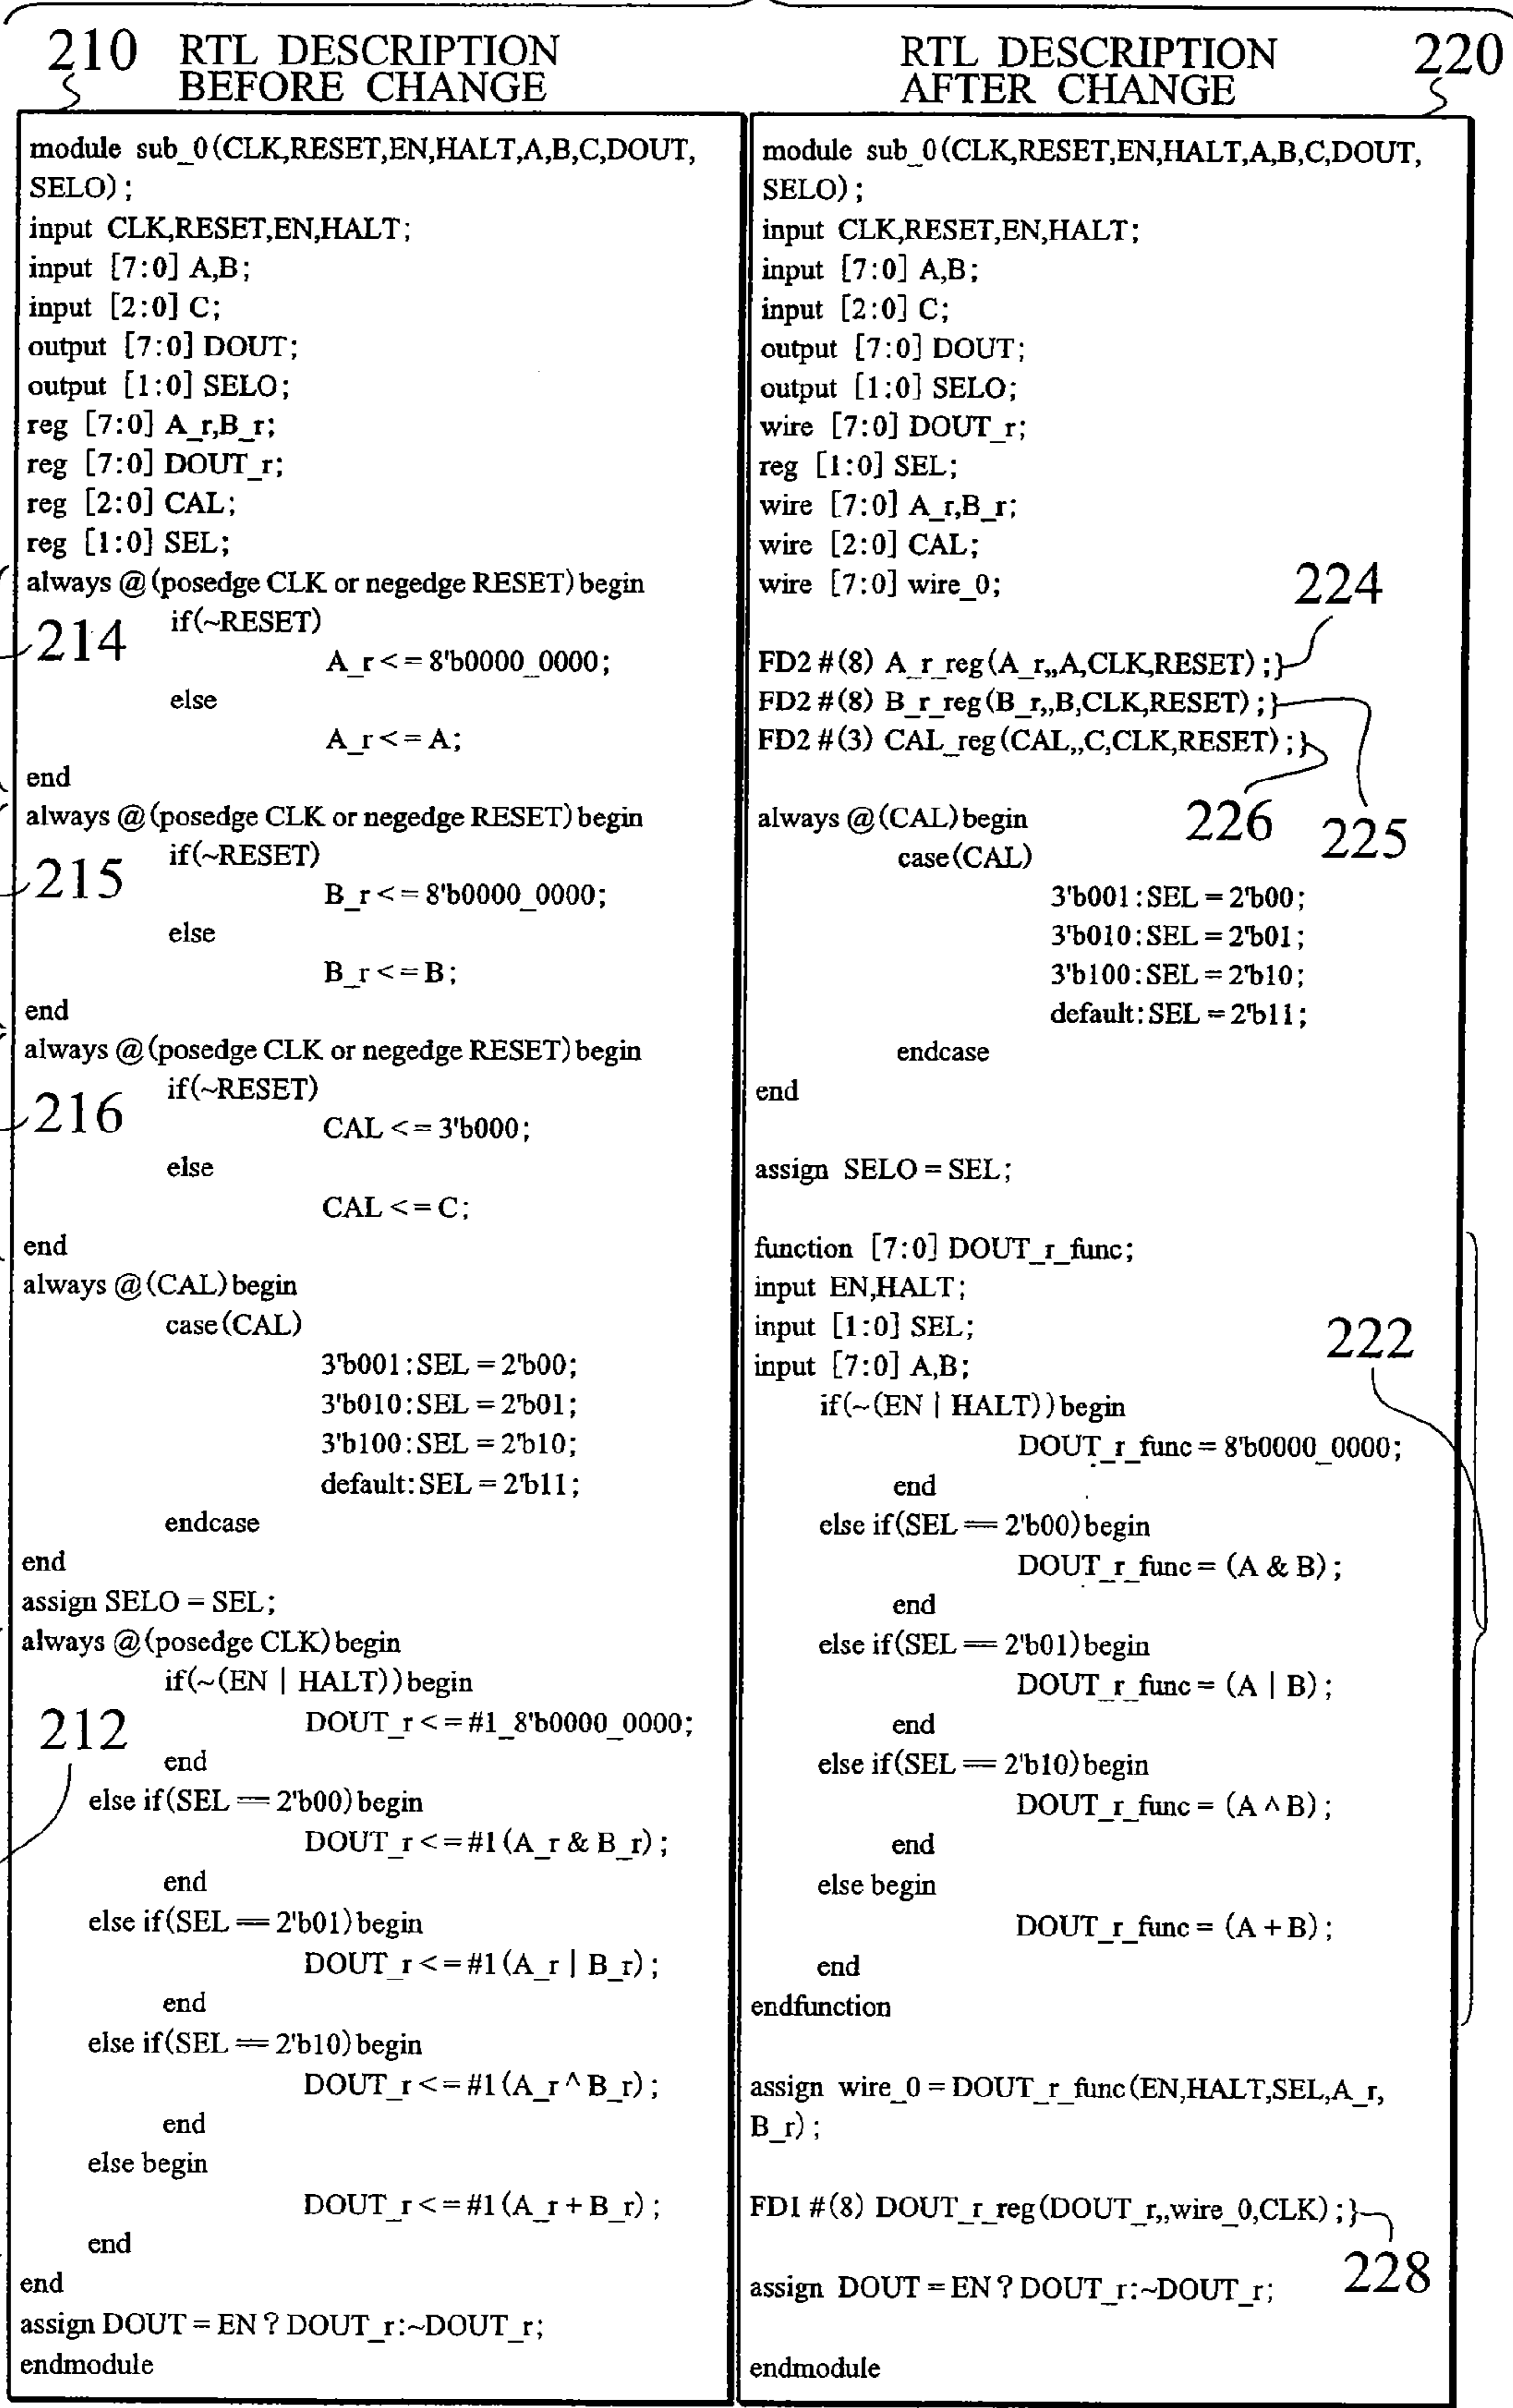 210 RTL DESCRIPTION
BEFORE CHANGE
module sub_0(CLK,RESET,EN,HALT,A,B,C,DOUT,
SELO);
input CLK,RESET,EN,HALT;
input [7:0] A,B;
input [2:0] C;
output [7:0] DOUT;
output [1:0] SELO;
reg [7:0] A_r,B_r;
reg [7:0] DOUT_r;
reg [2:0] CAL;
reg [1:0] SEL;
always @(posedge CLK or negedge RESET)begin
if(~RESET)
214
A_r<=8'b0000_0000;
else
A_r<=A;
end
always @(posedge CLK or negedge RESET)begin
if(~RESET)
215
B_r<=8'b0000_0000;
else
B_r<=B;
end
always @(posedge CLK or negedge RESET)begin
if(~RESET)
216
CAL<=3'b000;
else
CAL<=C;
end
always @(CAL)begin
case(CAL)
3'b001:SEL=2'b00;
3'b010:SEL=2'b01;
3'b100:SEL=2'b10;
default:SEL=2'b11;
endcase
end
assign SELO=SEL;
always @(posedge CLK)begin
if(~(EN | HALT))begin
212
DOUT_r<=#1_8'b0000_0000;
end
else if(SEL==2'b00)begin
DOUT_r<=#1(A_r & B_r);
end
else if(SEL==2'b01)begin
DOUT_r<=#1(A_r | B_r);
end
else if(SEL==2'b10)begin
DOUT_r<=#1(A_r ^ B_r);
end
else begin
DOUT_r<=#1(A_r+B_r);
end
end
assign DOUT=EN?DOUT_r:~DOUT_r;
endmodule
RTL DESCRIPTION 220
AFTER CHANGE
module sub_0(CLK,RESET,EN,HALT,A,B,C,DOUT,
SELO);
input CLK,RESET,EN,HALT;
input [7:0] A,B;
input [2:0] C;
output [7:0] DOUT;
output [1:0] SELO;
wire [7:0] DOUT_r;
reg [1:0] SEL;
wire [7:0] A_r,B_r;
wire [2:0] CAL;
wire [7:0] wire_0;
224
FD2 #(8) A_r_reg(A_r,,A,CLK,RESET);}
FD2 #(8) B_r_reg(B_r,,B,CLK,RESET);}
FD2 #(3) CAL_reg(CAL,,C,CLK,RESET);}
226 225
always @(CAL)begin
case(CAL)
3'b001:SEL=2'b00;
3'b010:SEL=2'b01;
3'b100:SEL=2'b10;
default:SEL=2'b11;
endcase
end
assign SELO=SEL;
function [7:0] DOUT_r_func;
input EN,HALT;
input [1:0] SEL;
222
input [7:0] A,B;
if(~(EN | HALT))begin
DOUT_r_func=8'b0000_0000;
end
else if(SEL==2'b00)begin
DOUT_r_func=(A & B);
end
else if(SEL==2'b01)begin
DOUT_r_func=(A | B);
end
else if(SEL==2'b10)begin
DOUT_r_func=(A ^ B);
end
else begin
DOUT_r_func=(A+B);
end
endfunction
assign wire_0=DOUT_r_func(EN,HALT,SEL,A_r,
B_r);
FD1 #(8) DOUT_r_reg(DOUT_r,,wire_0,CLK);}
228
assign DOUT=EN?DOUT_r:~DOUT_r;
endmodule